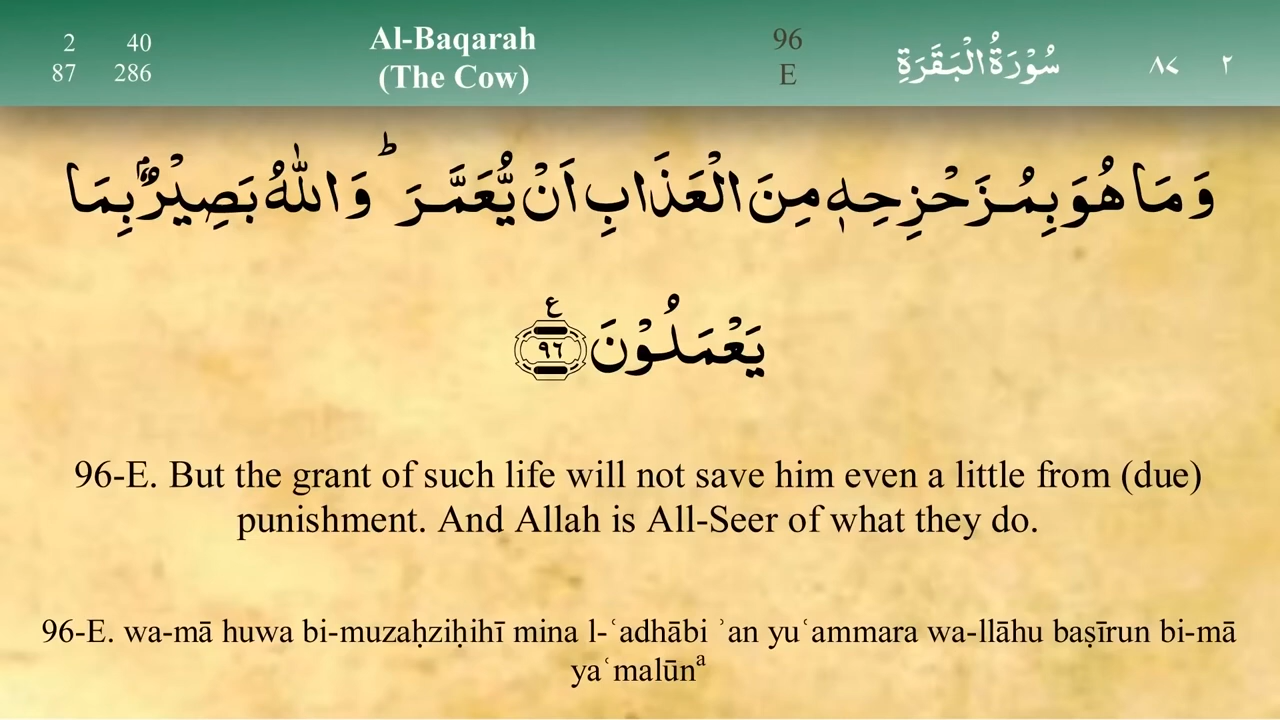 2 40
87 286
Al-Baqarah
(The Cow)
96
E
سُوْرَةُ الْبَقَرَةِ
٨٧ ٢
وَمَا هُوَ بِمُزَحْزِحِهٖ مِنَ الْعَذَابِ اَنْ يُّعَمَّرَ ؕ وَاللّٰهُ بَصِيْرٌۢ بِمَا
يَعْمَلُوْنَ ٩٦ ع
96-E. But the grant of such life will not save him even a little from (due)
punishment. And Allah is All-Seer of what they do.
96-E. wa-mā huwa bi-muzaḥziḥihī mina l-ʿadhābi ʾan yuʿammara wa-llāhu baṣīrun bi-mā
yaʿmalūnᵃ